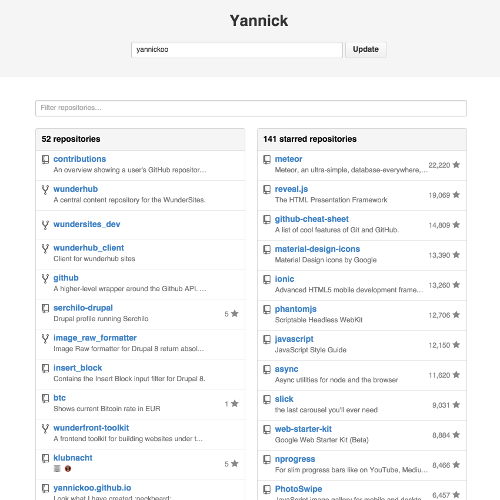 Yannick
yannickoo
Update
Filter repositories...
52 repositories
contributions
An overview showing a user's GitHub repositor...
wunderhub
A central content repository for the WunderSites.
wundersites_dev
wunderhub_client
Client for wunderhub sites
github
A higher-level wrapper around the Github API. ...
serchilo-drupal
Drupal profile running Serchilo
5
image_raw_formatter
Image Raw formatter for Drupal 8 return absol...
insert_block
Contains the Insert Block input filter for Drupal 8.
btc
Shows current Bitcoin rate in EUR
1
wunderfront-toolkit
A frontend toolkit for building websites under t...
klubnacht
5
yannickoo.github.io
Look what I have created :neckbeard:
141 starred repositories
meteor
Meteor, an ultra-simple, database-everywhere,...
22,220
reveal.js
The HTML Presentation Framework
19,069
github-cheat-sheet
A list of cool features of Git and GitHub.
14,809
material-design-icons
Material Design icons by Google
13,390
ionic
Advanced HTML5 mobile development frame...
13,260
phantomjs
Scriptable Headless WebKit
12,706
javascript
JavaScript Style Guide
12,150
async
Async utilities for node and the browser
11,620
slick
the last carousel you'll ever need
9,031
web-starter-kit
Google Web Starter Kit (Beta)
8,884
nprogress
For slim progress bars like on YouTube, Mediu...
8,466
PhotoSwipe
JavaScript image gallery for mobile and deskto...
6,457